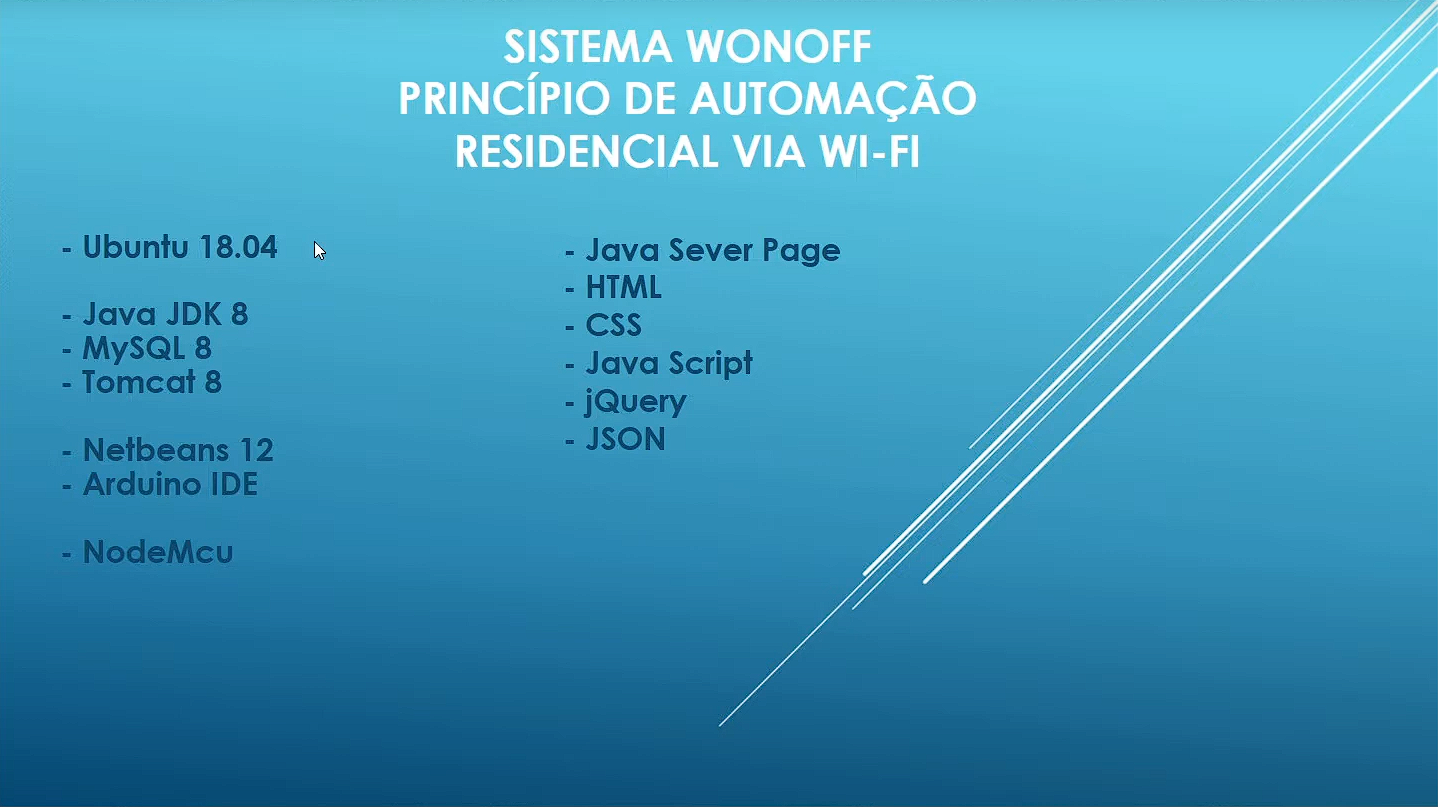 SISTEMA WONOFF
PRINCÍPIO DE AUTOMAÇÃO
RESIDENCIAL VIA WI-FI
- Ubuntu 18.04
- Java JDK 8
- MySQL 8
- Tomcat 8
- Netbeans 12
- Arduino IDE
- NodeMcu
- Java Sever Page
- HTML
- CSS
- Java Script
- jQuery
- JSON